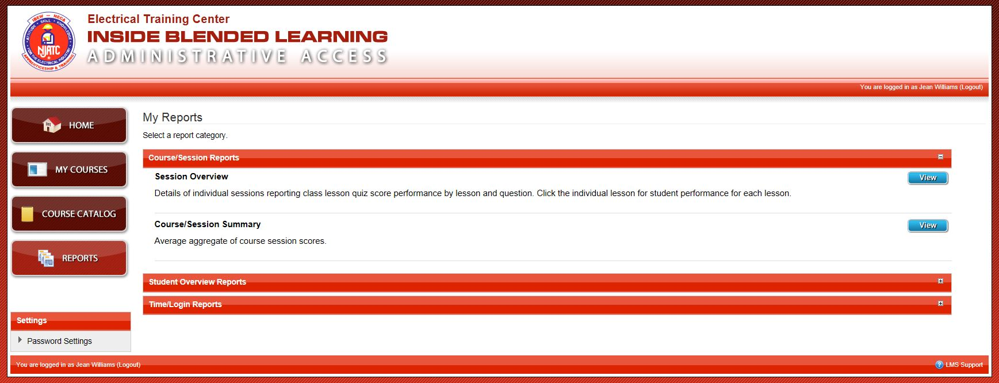 IBEW – NECA
ATTITUDE • SKILL • KNOWLEDGE
NJATC
FOR THE ELECTRICAL INDUSTRY
APPRENTICESHIP & TRAINING
Electrical Training Center
INSIDE BLENDED LEARNING
ADMINISTRATIVE ACCESS
You are logged in as Jean Williams (Logout)
HOME
MY COURSES
COURSE CATALOG
REPORTS
Settings
Password Settings
My Reports
Select a report category.
Course/Session Reports
Session Overview
View
Details of individual sessions reporting class lesson quiz score performance by lesson and question. Click the individual lesson for student performance for each lesson.
Course/Session Summary
View
Average aggregate of course session scores.
Student Overview Reports
Time/Login Reports
You are logged in as Jean Williams (Logout)
? LMS Support